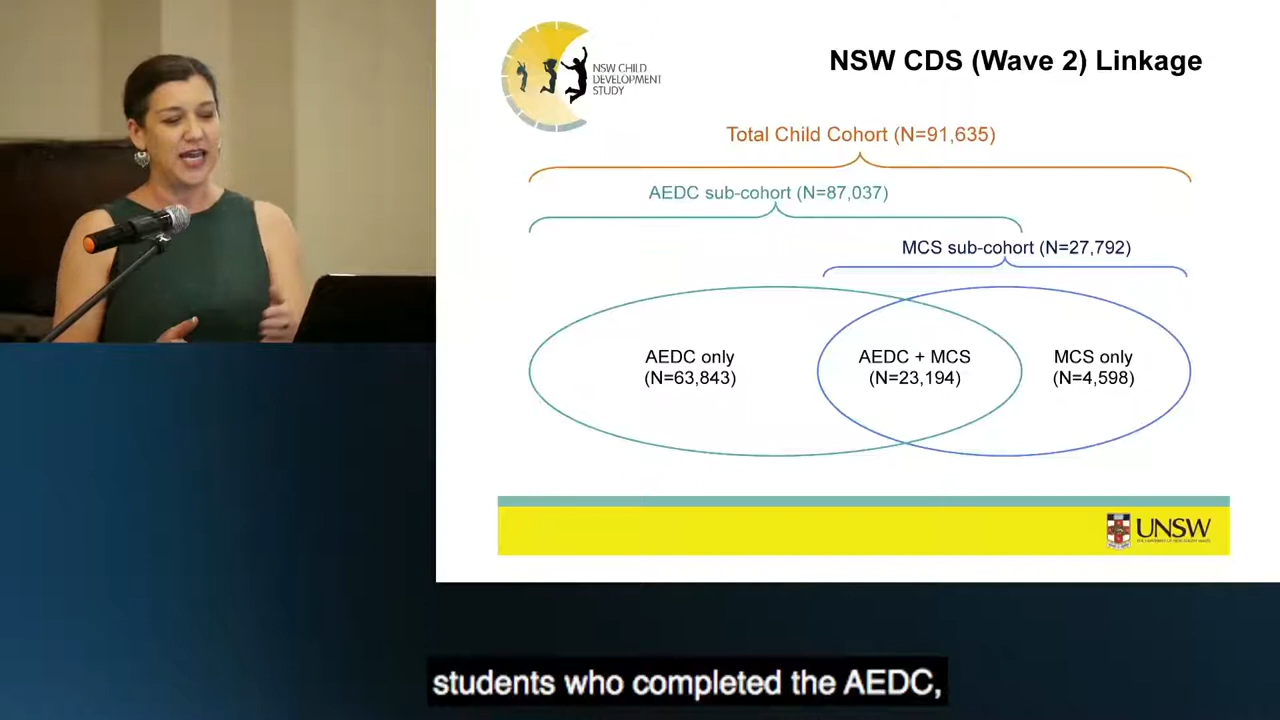 NSW CHILD
DEVELOPMENT
STUDY
NSW CDS (Wave 2) Linkage
Total Child Cohort (N=91,635)
AEDC sub-cohort (N=87,037)
MCS sub-cohort (N=27,792)
AEDC only
(N=63,843)
AEDC + MCS
(N=23,194)
MCS only
(N=4,598)
UNSW
students who completed the AEDC,